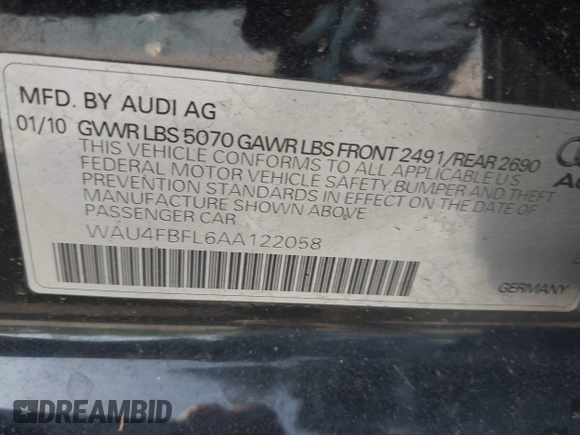 MFD. BY AUDI AG
01/10 GVWR LBS 5070 GAWR LBS FRONT 2491/REAR 2690
THIS VEHICLE CONFORMS TO ALL APPLICABLE U.S
FEDERAL MOTOR VEHICLE SAFETY, BUMPER AND THEFT
PREVENTION STANDARDS IN EFFECT ON THE DATE OF
MANUFACTURE SHOWN ABOVE
PASSENGER CAR
WAU4FBFL6AA122058
GERMANY
DREAMBID